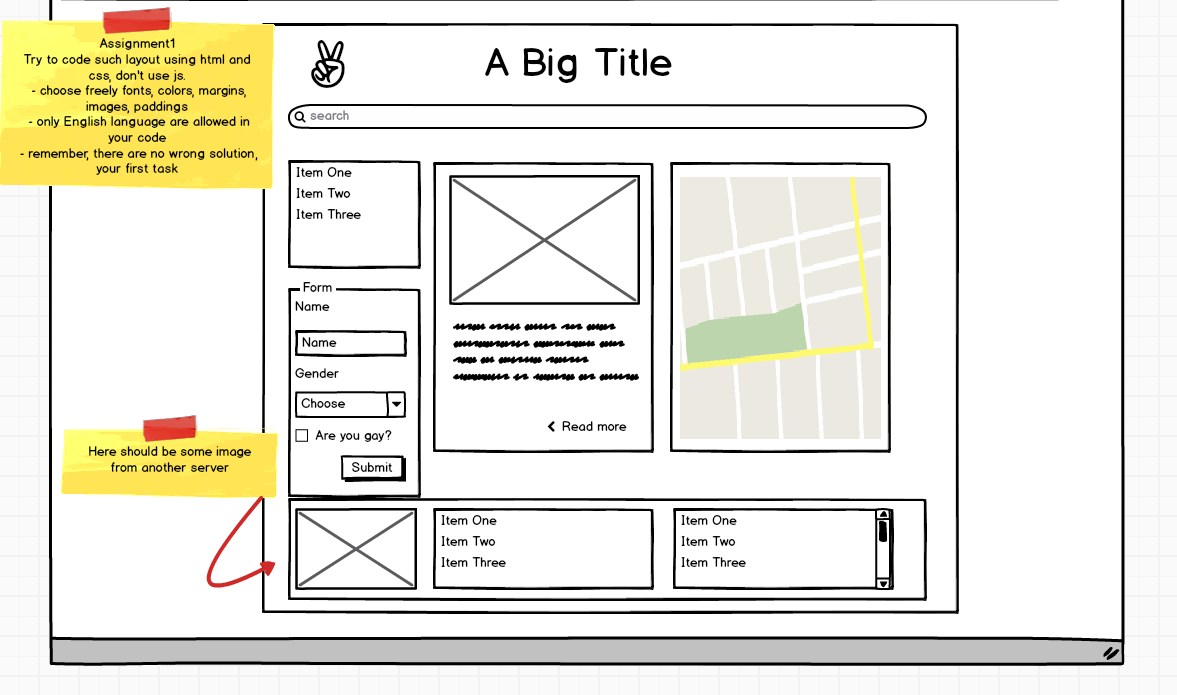 Assignment1
Try to code such layout using html and
css, don't use js.
- choose freely fonts, colors, margins,
images, paddings
- only English language are allowed in
your code
- remember, there are no wrong solution,
your first task
A Big Title
search
Item One
Item Two
Item Three
Form
Name
Name
Gender
Choose
Are you gay?
Submit
Read more
Here should be some image
from another server
Item One
Item Two
Item Three
Item One
Item Two
Item Three